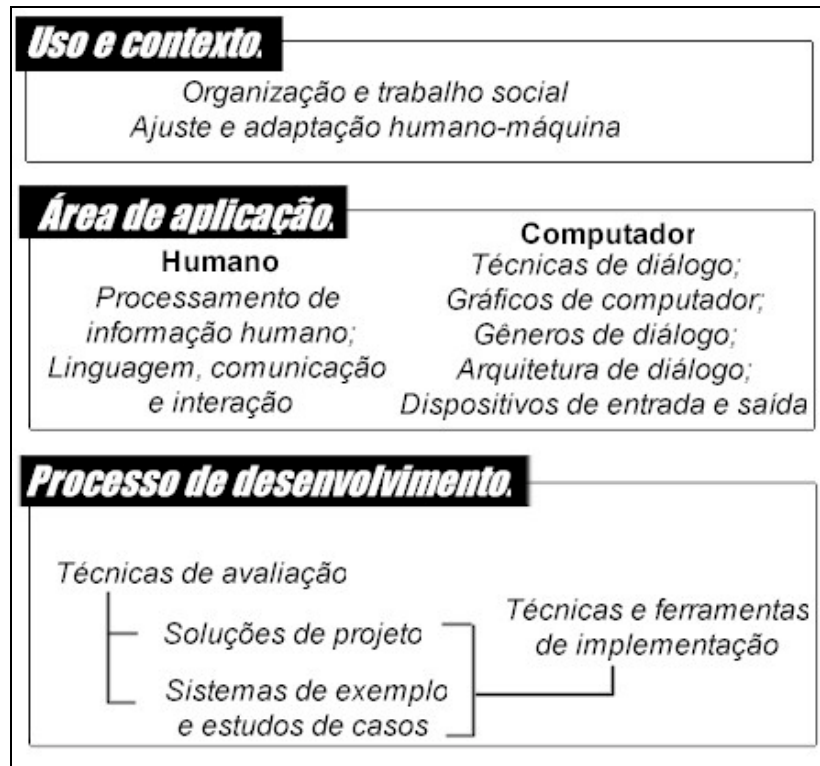 Uso e contexto.
Organização e trabalho social
Ajuste e adaptação humano-máquina
Área de aplicação.
Humano
Processamento de
informação humano;
Linguagem, comunicação
e interação
Computador
Técnicas de diálogo;
Gráficos de computador;
Gêneros de diálogo;
Arquitetura de diálogo;
Dispositivos de entrada e saída
Processo de desenvolvimento.
Técnicas de avaliação
Soluções de projeto
Sistemas de exemplo
e estudos de casos
Técnicas e ferramentas
de implementação